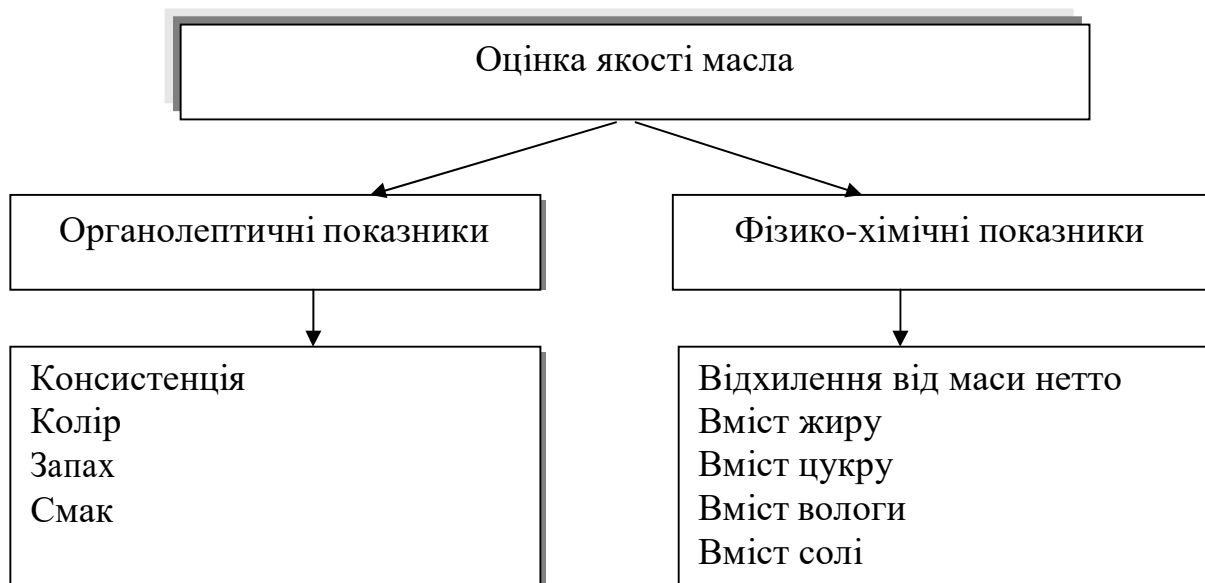 Оцінка якості масла
Органолептичні показники
Фізико-хімічні показники
Консистенція
Колір
Запах
Смак
Відхилення від маси нетто
Вміст жиру
Вміст цукру
Вміст вологи
Вміст солі